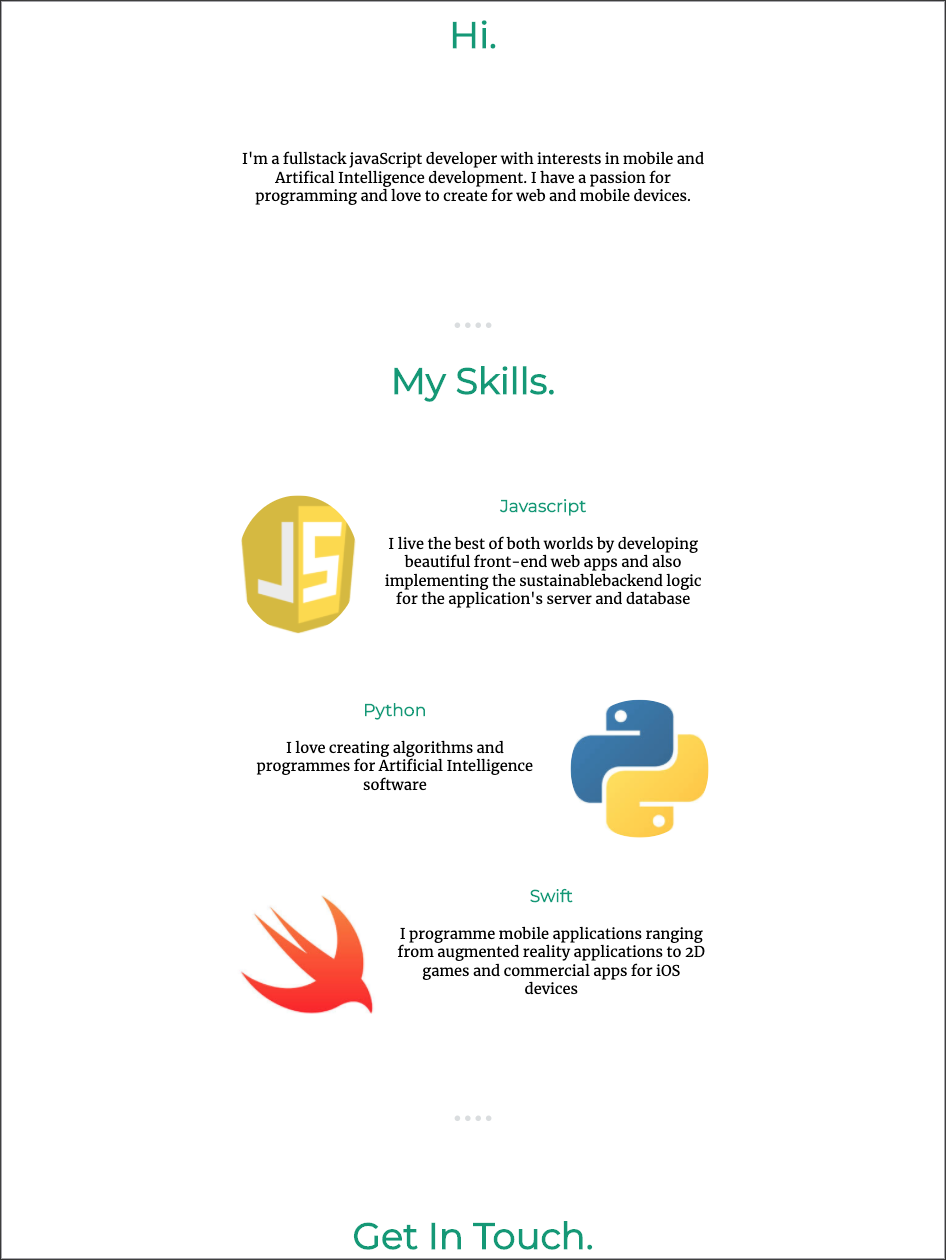 Hi.
I'm a fullstack javaScript developer with interests in mobile and
Artifical Intelligence development. I have a passion for
programming and love to create for web and mobile devices.
My Skills.
JS
Javascript
I live the best of both worlds by developing
beautiful front-end web apps and also
implementing the sustainablebackend logic
for the application's server and database
Python
I love creating algorithms and
programmes for Artificial Intelligence
software
Swift
I programme mobile applications ranging
from augmented reality applications to 2D
games and commercial apps for iOS
devices
Get In Touch.